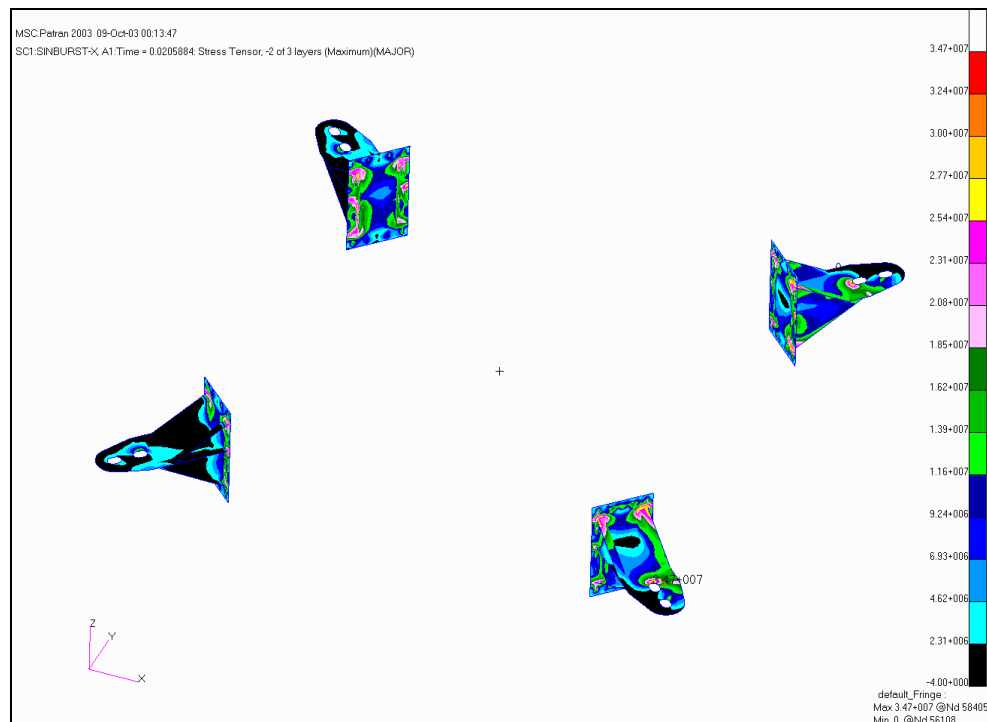 MSC.Patran 2003 09-Oct-03 00:13:47
SC1:SINBURST-X, A1:Time = 0.0205884: Stress Tensor, -2 of 3 layers (Maximum)(MAJOR)
3.47+007
3.24+007
3.00+007
2.77+007
2.54+007
2.31+007
2.08+007
1.85+007
1.62+007
1.39+007
1.16+007
9.24+006
6.93+006
4.62+006
2.31+006
-4.00+000
0
47+007
Z
Y
X
default_Fringe :
Max 3.47+007 @Nd 58405
Min 0. @Nd 56108